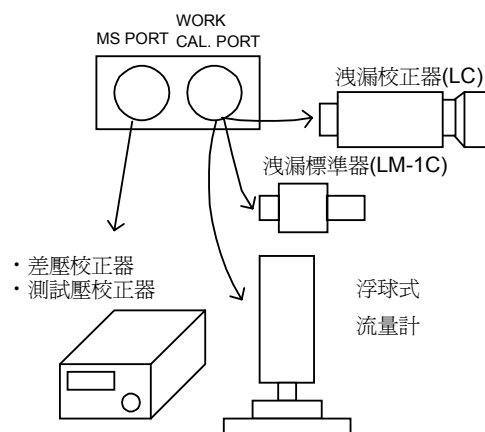 WORK
MS PORT CAL. PORT
洩漏校正器(LC)
洩漏標準器(LM-1C)
・差壓校正器
・測試壓校正器
浮球式
流量計